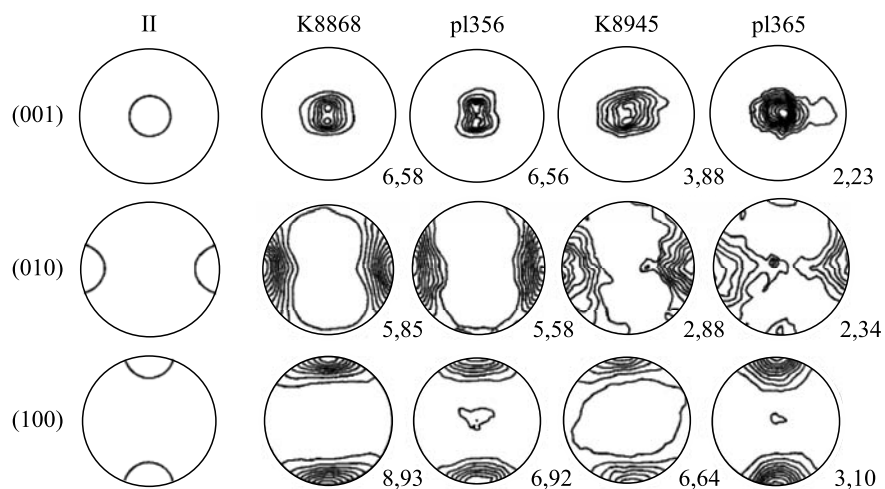 II K8868 pl356 K8945 pl365
(001)
6,58 6,56 3,88 2,23
(010)
5,85 5,58 2,88 2,34
(100)
8,93 6,92 6,64 3,10